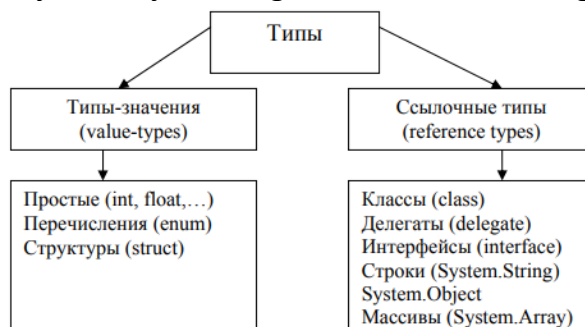 Типы
Типы-значения
(value-types)
Ссылочные типы
(reference types)
Простые (int, float,…)
Перечисления (enum)
Структуры (struct)
Классы (class)
Делегаты (delegate)
Интерфейсы (interface)
Строки (System.String)
System.Object
Массивы (System.Array)